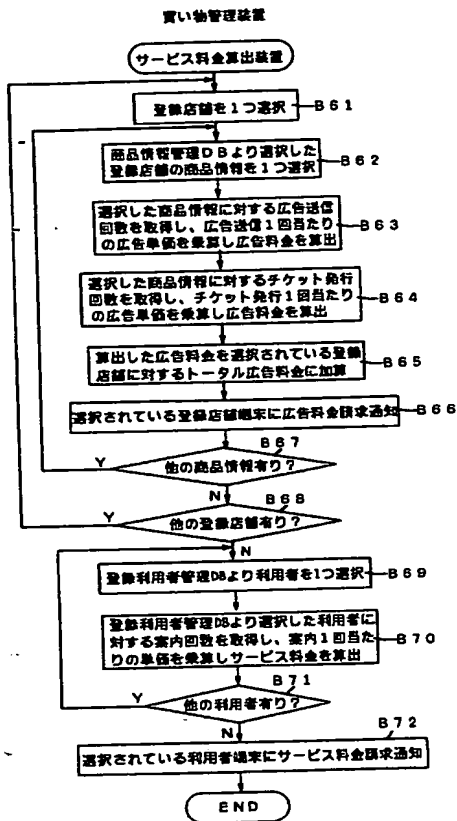 買い物管理装置
サービス料金算出装置
登録店舗を1つ選択
B61
商品情報管理DBより選択した
登録店舗の商品情報を1つ選択
B62
選択した商品情報に対する広告送信
回数を取得し、広告送信1回当たり
の広告単価を乗算し広告料金を算出
B63
選択した商品情報に対するチケット発行
回数を取得し、チケット発行1回当たり
の広告単価を乗算し広告料金を算出
B64
算出した広告料金を選択されている登録
店舗に対するトータル広告料金に加算
B65
選択されている登録店舗端末に広告料金請求通知
B66
B67
他の商品情報有り?
Y
N
B68
他の登録店舗有り?
Y
N
登録利用者管理DBより利用者を1つ選択
B69
登録利用者管理DBより選択した利用者に
対する案内回数を取得し、案内1回当た
りの単価を乗算しサービス料金を算出
B70
B71
他の利用者有り?
Y
N
B72
選択されている利用者端末にサービス料金請求通知
END